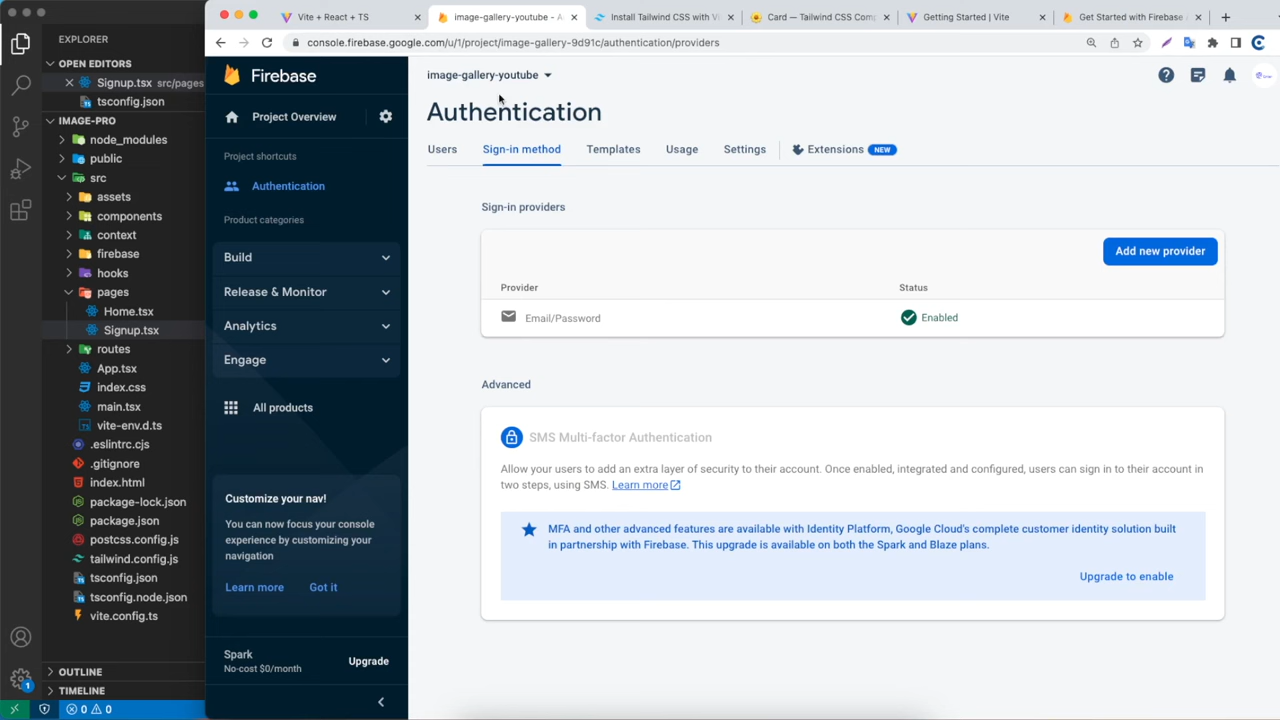 EXPLORER
OPEN EDITORS
Signup.tsx src/pages
tsconfig.json
IMAGE-PRO
node_modules
public
src
assets
components
context
firebase
hooks
pages
Home.tsx
Signup.tsx
routes
App.tsx
index.css
main.tsx
vite-env.d.ts
.eslintrc.cjs
.gitignore
index.html
package-lock.json
package.json
postcss.config.js
tailwind.config.js
tsconfig.json
tsconfig.node.json
vite.config.ts
OUTLINE
TIMELINE
1
0 0
Vite + React + TS
image-gallery-youtube - A
Install Tailwind CSS with Vi
Card — Tailwind CSS Comp
Getting Started | Vite
Get Started with Firebase A
console.firebase.google.com/u/1/project/image-gallery-9d91c/authentication/providers
Firebase
Project Overview
Project shortcuts
Authentication
Product categories
Build
Release & Monitor
Analytics
Engage
All products
Customize your nav!
You can now focus your console
experience by customizing your
navigation
Learn more Got it
Spark
No-cost $0/month
Upgrade
image-gallery-youtube
Authentication
Users Sign-in method Templates Usage Settings Extensions NEW
Sign-in providers
Add new provider
Provider Status
Email/Password Enabled
Advanced
SMS Multi-factor Authentication
Allow your users to add an extra layer of security to their account. Once enabled, integrated and configured, users can sign in to their account in
two steps, using SMS. Learn more
MFA and other advanced features are available with Identity Platform, Google Cloud's complete customer identity solution built
in partnership with Firebase. This upgrade is available on both the Spark and Blaze plans.
Upgrade to enable